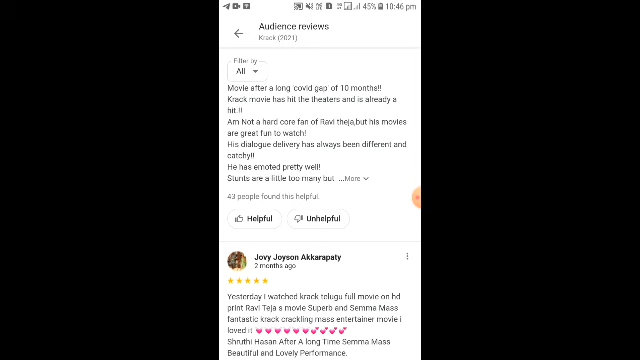 45% 10:46 pm
Audience reviews
Krack (2021)
Filter by
All
Movie after a long 'covid gap' of 10 months!!
Krack movie has hit the theaters and is already a
hit.!!
Am Not a hard core fan of Ravi theja,but his movies
are great fun to watch!
His dialogue delivery has always been different and
catchy!!
He has emoted pretty well!
Stunts are a little too many but ...More
43 people found this helpful.
Helpful Unhelpful
Jovy Joyson Akkarapaty
2 months ago
Yesterday I watched krack telugu full movie on hd
print Ravi Teja s movie Superb and Semma Mass
fantastic krack crackling mass entertainer movie i
loved it 💗💗💗💗💗💕💕💕💕
Shruthi Hasan After A long Time Semma Mass
Beautiful and Lovely Performance.